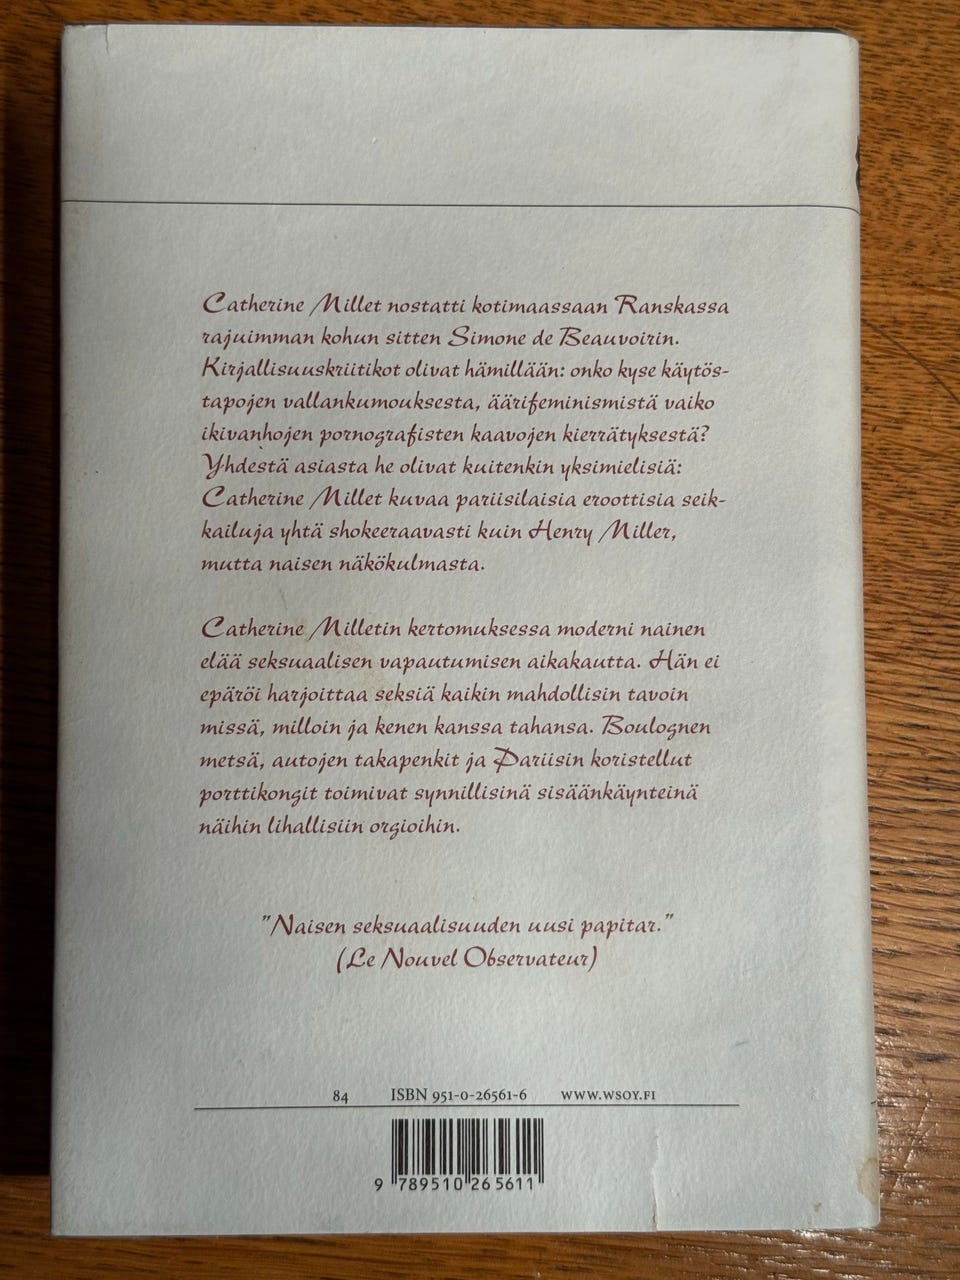 Catherine Millet nostatti kotimaassaan Ranskassa
rajuimman kohun sitten Simone de Beauvoirin.
Kirjallisuuskriitikot olivat hämillään: onko kyse käytös-
tapojen vallankumouksesta, äärifeminismistä vaiko
ikivanhojen pornografisten kaavojen kierrätyksestä?
Yhdestä asiasta he olivat kuitenkin yksimielisiä:
Catherine Millet kuvaa pariisilaisia eroottisia seik-
kailuja yhtä shokeeraavasti kuin Henry Miller,
mutta naisen näkökulmasta.
Catherine Milletin kertomuksessa moderni nainen
elää seksuaalisen vapautumisen aikakautta. Hän ei
epäröi harjoittaa seksiä kaikin mahdollisin tavoin
missä, milloin ja kenen kanssa tahansa. Boulognen
metsä, autojen takapenkit ja Pariisin koristellut
porttikongit toimivat synnillisinä sisäänkäynteinä
näihin lihallisiin orgioihin.
"Naisen seksuaalisuuden uusi papitar."
(Le Nouvel Observateur)
84 ISBN 951-0-26561-6 WWW.WSOY.FI
9 789510 265611